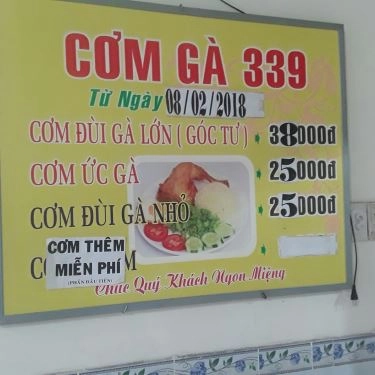 CƠM GÀ 339
Từ Ngày 08/02/2018
CƠM ĐÙI GÀ LỚN ( GÓC TƯ ) 38000đ
CƠM ỨC GÀ 25000đ
CƠM ĐÙI GÀ NHỎ 25000đ
CƠM THÊM
MIỄN PHÍ
(PHẦN ĐẦU TIÊN)
Chúc Quý Khách Ngon Miệng